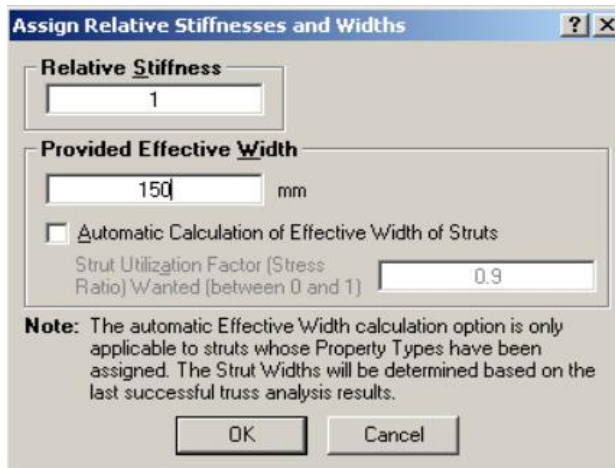 Assign Relative Stiffnesses and Widths
Relative Stiffness
1
Provided Effective Width
150 mm
Automatic Calculation of Effective Width of Struts
Strut Utilization Factor (Stress
Ratio) Wanted (between 0 and 1) 0.9
Note: The automatic Effective Width calculation option is only
applicable to struts whose Property Types have been
assigned. The Strut Widths will be determined based on the
last successful truss analysis results.
OK Cancel